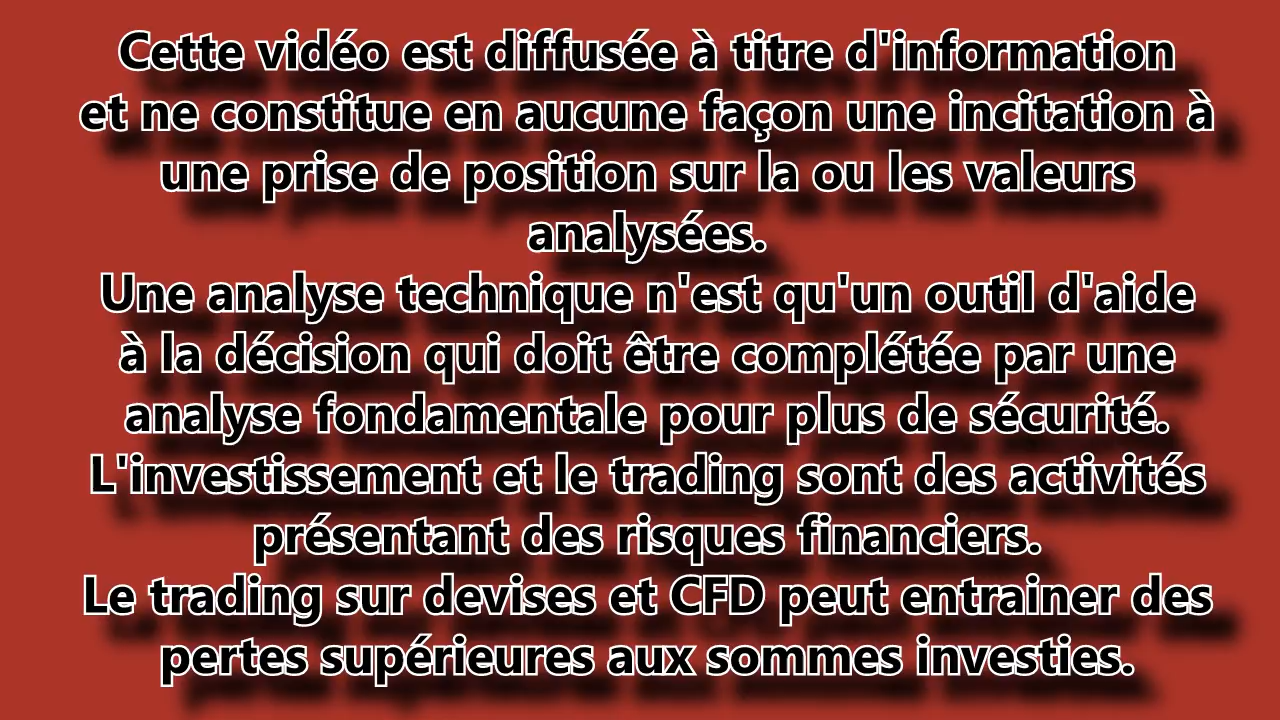 Cette vidéo est diffusée à titre d'information
et ne constitue en aucune façon une incitation à
une prise de position sur la ou les valeurs
analysées.
Une analyse technique n'est qu'un outil d'aide
à la décision qui doit être complétée par une
analyse fondamentale pour plus de sécurité.
L'investissement et le trading sont des activités
présentant des risques financiers.
Le trading sur devises et CFD peut entrainer des
pertes supérieures aux sommes investies.